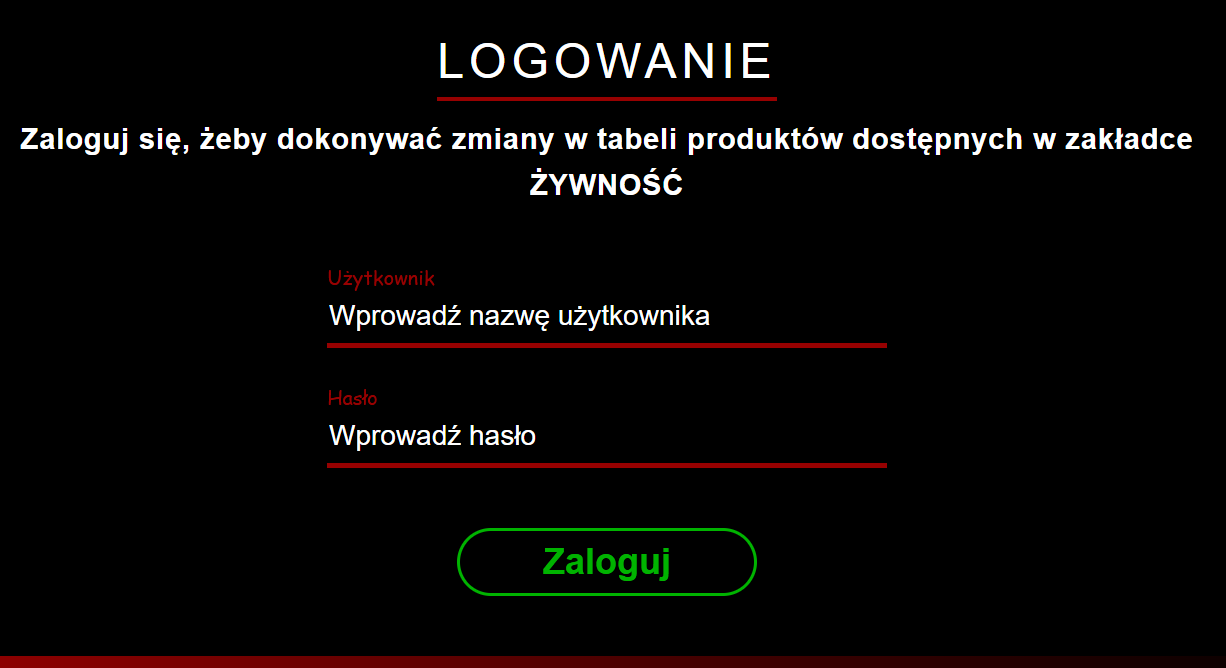 LOGOWANIE
Zaloguj się, żeby dokonywać zmiany w tabeli produktów dostępnych w zakładce
ŻYWNOŚĆ
Użytkownik
Wprowadź nazwę użytkownika
Hasło
Wprowadź hasło
Zaloguj